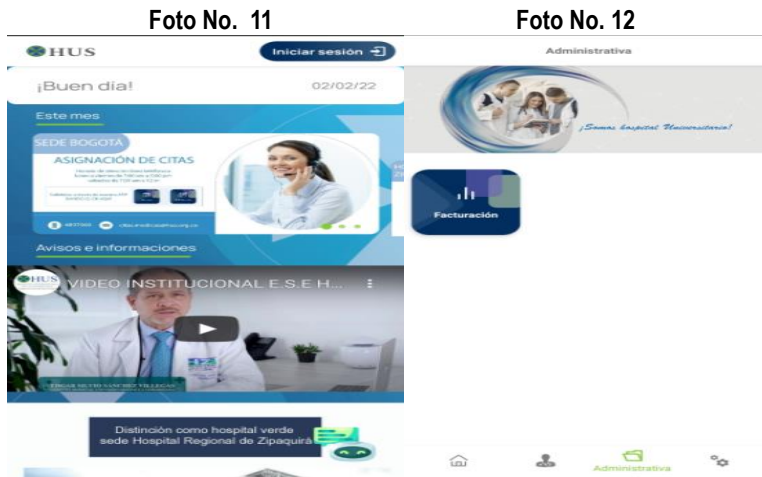 Foto No. 11
HUS
Iniciar sesión
¡Buen día!
02/02/22
Este mes
SEDE BOGOTÁ
ASIGNACIÓN DE CITAS
Avisos e informaciones
HUS
VIDEO INSTITUCIONAL E.S.E H...
Distinción como hospital verde
sede Hospital Regional de Zipaquirá
Foto No. 12
Administrativa
¡Somos hospital Universitario!
Facturación
Administrativa